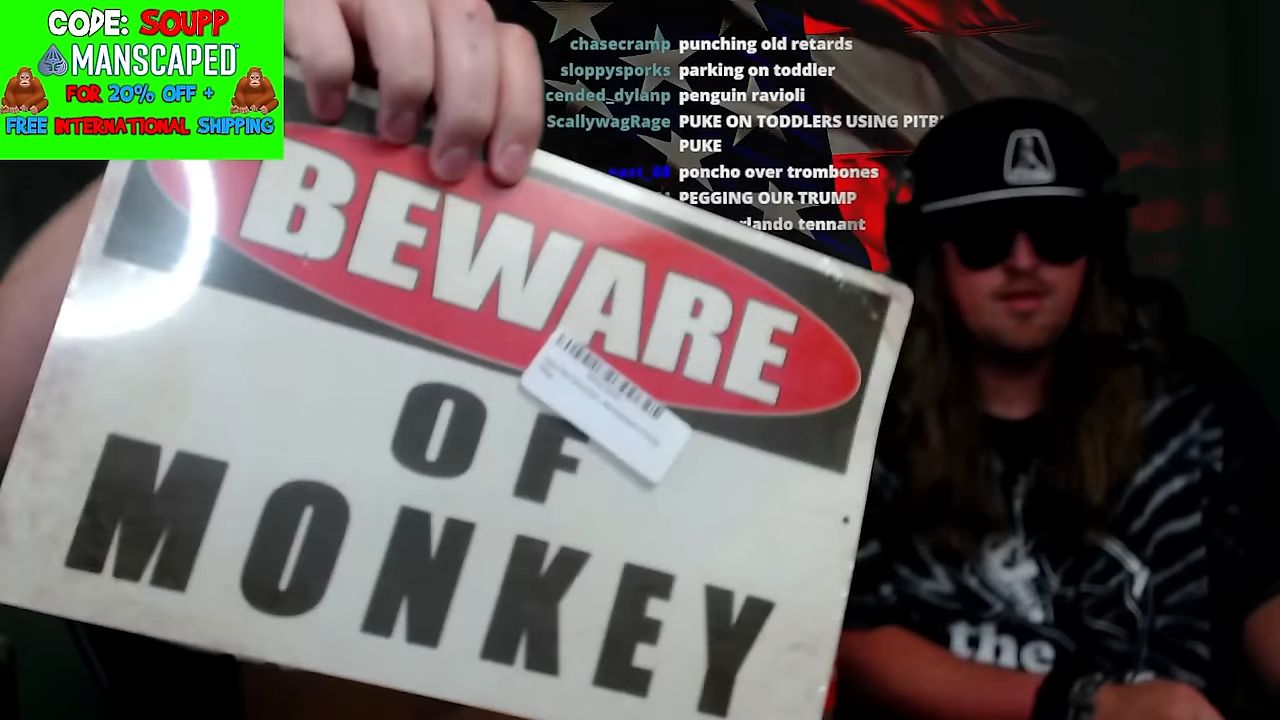 CODE: SOUPP
MANSCAPED
FOR 20% OFF +
FREE INTERNATIONAL SHIPPING
chasecramp punching old retards
sloppysporks parking on toddler
cended_dylanp penguin ravioli
ScallywagRage PUKE ON TODDLERS USING
PUKE
poncho over trombones
PEGGING OUR TRUMP
tennant
BEWARE
OF
MONKEY
the